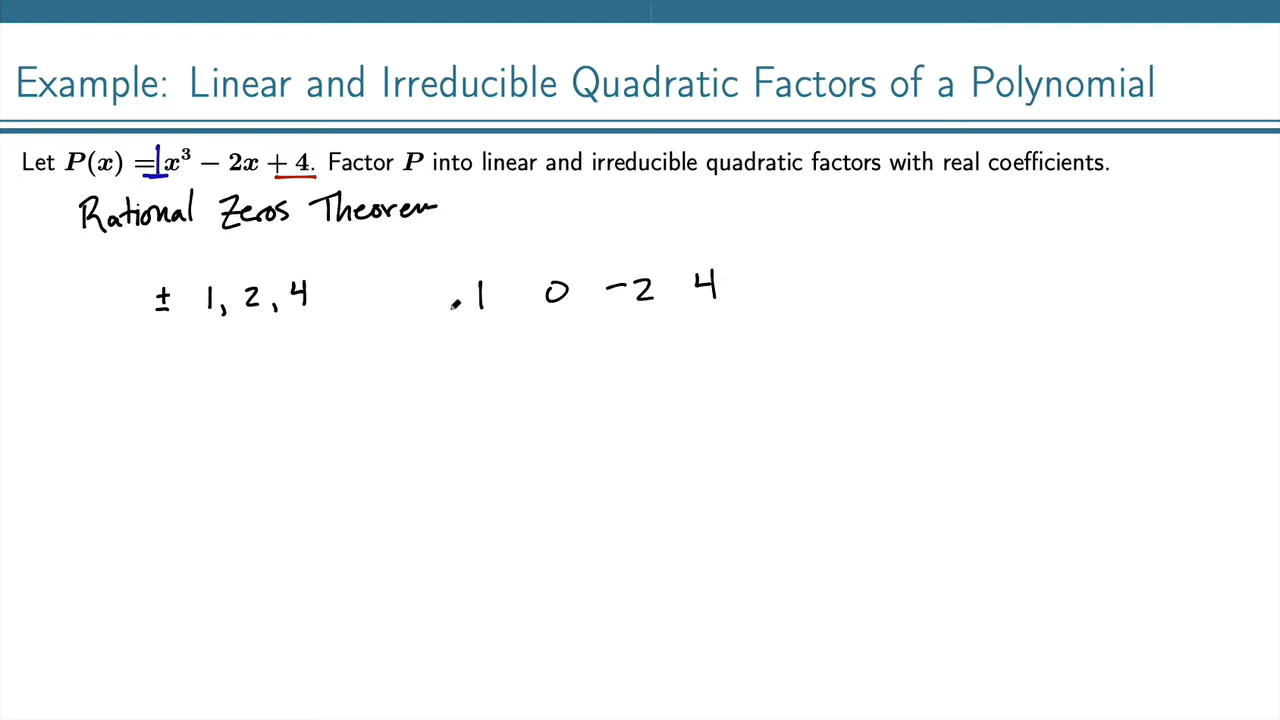 Example: Linear and Irreducible Quadratic Factors of a Polynomial
Let P(x) = 1x³ − 2x + 4. Factor P into linear and irreducible quadratic factors with real coefficients.
Rational Zeros Theorem
± 1, 2, 4 1 0 −2 4